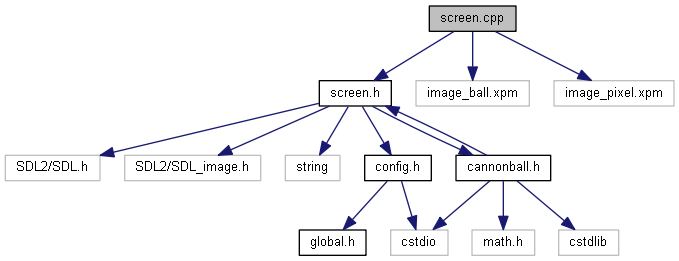 screen.cpp
screen.h
image_ball.xpm
image_pixel.xpm
SDL2/SDL.h
SDL2/SDL_image.h
string
config.h
cannonball.h
global.h
cstdio
math.h
cstdlib